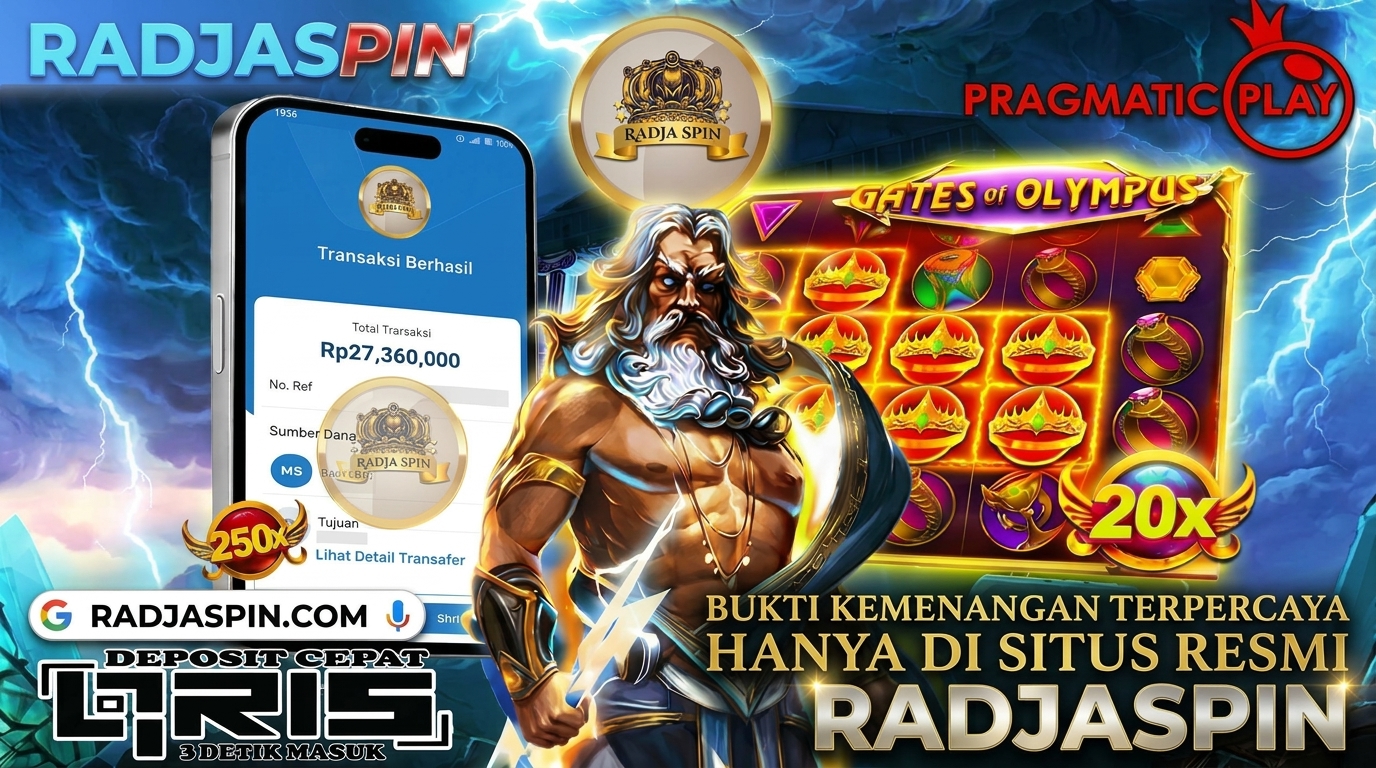 RADJASPIN
RADJA SPIN
PRAGMATIC PLAY
GATES OF OLYMPUS
1956
100%
Transaksi Berhasil
Total Trarsaksi
Rp27,360,000
No. Ref
Sumber Dana
RADJA SPIN
MS
Tujuan
Lihat Detail Transafer
250x
20x
G RADJASPIN.COM
DEPOSIT CEPAT
QRIS
3 DETIK MASUK
BUKTI KEMENANGAN TERPERCAYA
HANYA DI SITUS RESMI
RADJASPIN